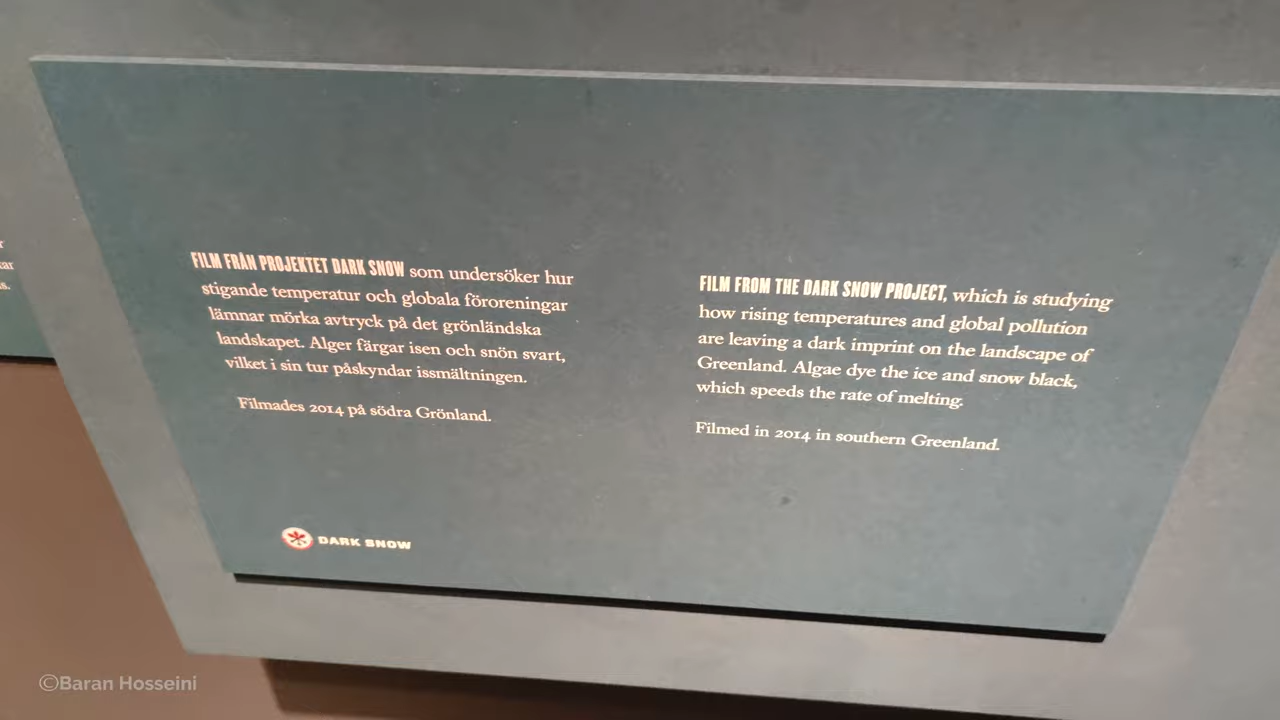 FILM FRÅN PROJEKTET DARK SNOW som undersöker hur
stigande temperatur och globala föroreningar
lämnar mörka avtryck på det grönländska
landskapet. Alger färgar isen och snön svart,
vilket i sin tur påskyndar issmältningen.
Filmades 2014 på södra Grönland.
FILM FROM THE DARK SNOW PROJECT, which is studying
how rising temperatures and global pollution
are leaving a dark imprint on the landscape of
Greenland. Algae dye the ice and snow black,
which speeds the rate of melting.
Filmed in 2014 in southern Greenland.
DARK SNOW
©Baran Hosseini